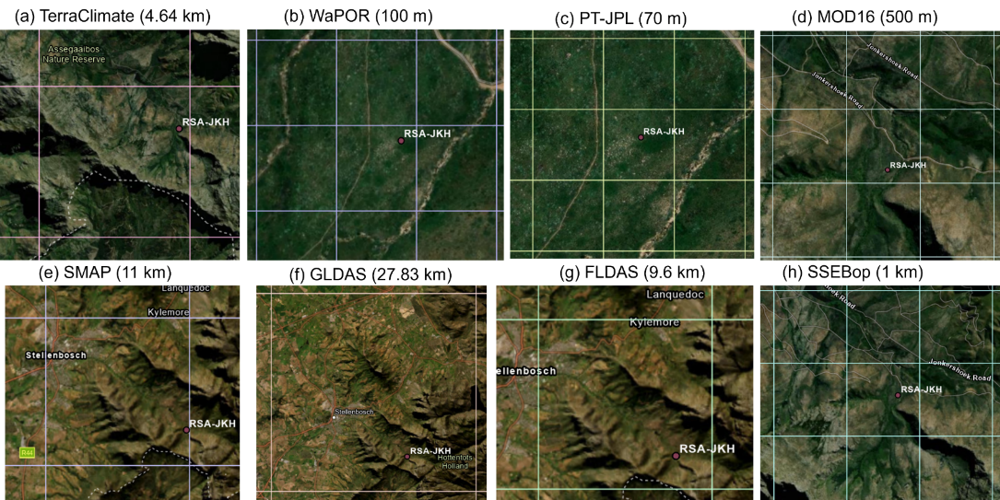 (a) TerraClimate (4.64 km)
(b) WaPOR (100 m)
(c) PT-JPL (70 m)
(d) MOD16 (500 m)
Assegaaibos
Nature Reserve
RSA-JKH
RSA-JKH
RSA-JKH
Jonkershoek Road
Jonkershoek Road
RSA-JKH
(e) SMAP (11 km)
(f) GLDAS (27.83 km)
(g) FLDAS (9.6 km)
(h) SSEBop (1 km)
Lanquedoc
Kylemore
Stellenbosch
RSA-JKH
R44
Stellenbosch
RSA-JKH
Hottentots
Holland
Lanquedoc
Kylemore
ellenbosch
RSA-JKH
hoek Road
Jonkershoek Road
RSA-JKH